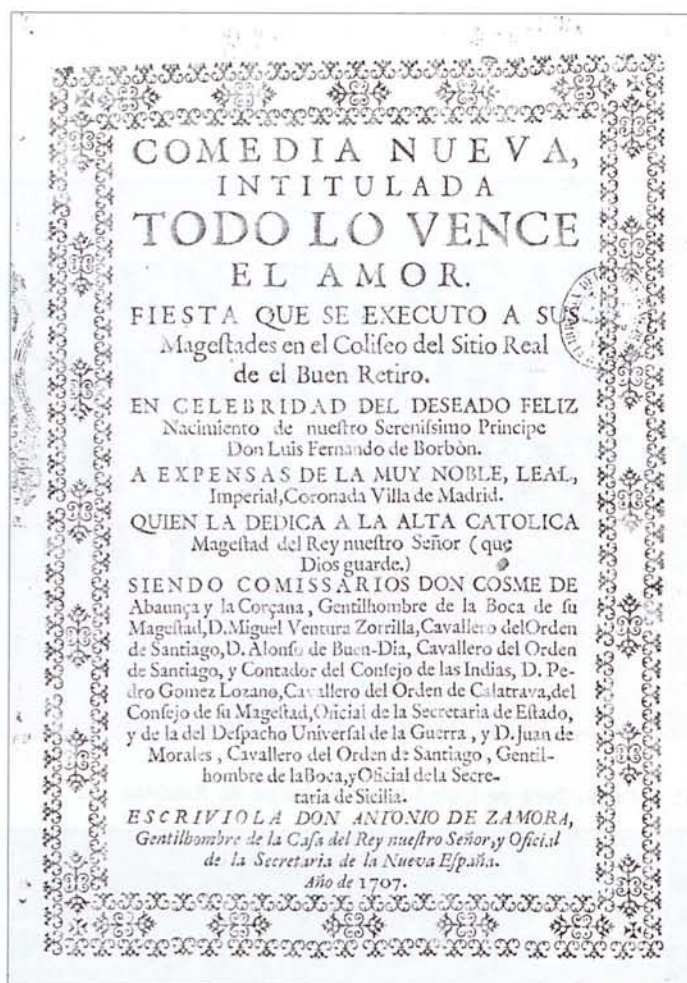 COMEDIA NUEVA,
INTITULADA
TODO LO VENCE
EL AMOR.
FIESTA QUE SE EXECUTO A SUS
Mageſtades en el Coliſeo del Sitio Real
de el Buen Retiro.
EN CELEBRIDAD DEL DESEADO FELIZ
Nacimiento de nueſtro Sereniſsimo Principe
Don Luis Fernando de Borbòn.
A EXPENSAS DE LA MUY NOBLE, LEAL,
Imperial, Coronada Villa de Madrid.
QUIEN LA DEDICA A LA ALTA CATOLICA
Mageſtad del Rey nueſtro Señor (que
Dios guarde.)
SIENDO COMISSARIOS DON COSME DE
Abaunça y la Corçana, Gentilhombre de la Boca de ſu
Mageſtad, D. Miguel Ventura Zorrilla, Cavallero del Orden
de Santiago, D. Alonſo de Buen-Dia, Cavallero del Orden
de Santiago, y Contador del Conſejo de las Indias, D. Pe-
dro Gomez Lozano, Cavallero del Orden de Calatrava, del
Conſejo de ſu Mageſtad, Oficial de la Secretaria de Eſtado,
y de la del Deſpacho Univerſal de la Guerra, y D. Juan de
Morales, Cavallero del Orden de Santiago, Gentil-
hombre de la Boca, y Oficial de la Secre-
taria de Sicilia.
ESCRIVIOLA DON ANTONIO DE ZAMORA,
Gentilhombre de la Caſa del Rey nueſtro Señor, y Oficial
de la Secretaria de la Nueva Eſpaña.
Año de 1707.